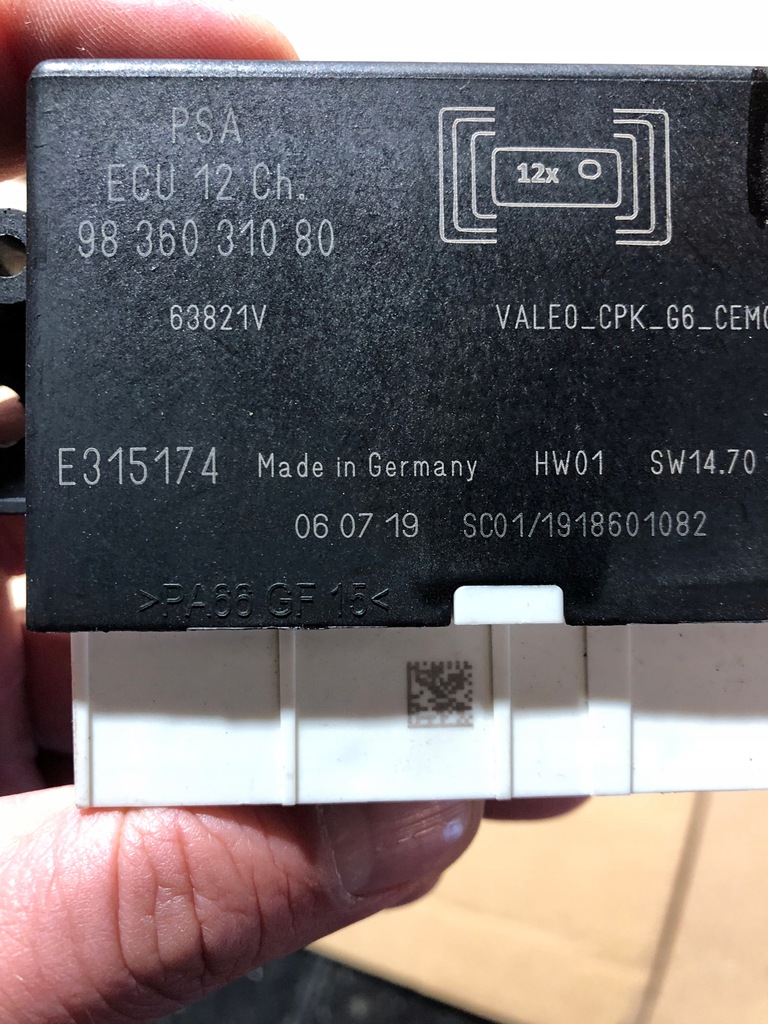 PSA
ECU 12 Ch.
98 360 310 80
12x
63821V
VALEO_CPK_G6_CEM
E315174
Made in Germany
HW01
SW14.70
06 07 19
SC01/1918601082
>PA66 GF 15<